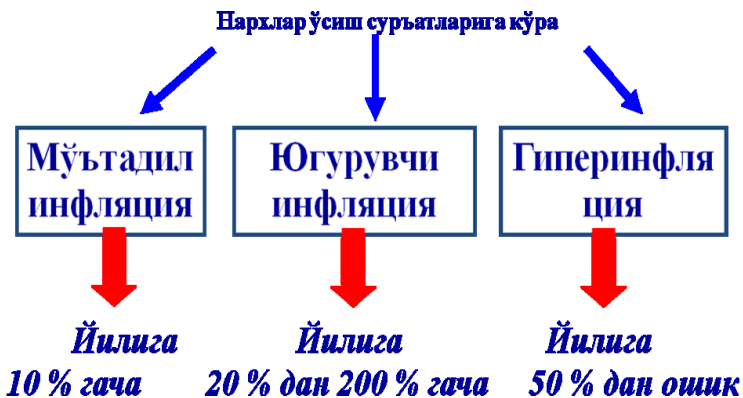 Нархлар ўсиш суръатларига кўра
Мўътадил
инфляция
Югурувчи
инфляция
Гиперинфля
ция
Йилига
10 % гача
Йилига
20 % дан 200 % гача
Йилига
50 % дан ошик